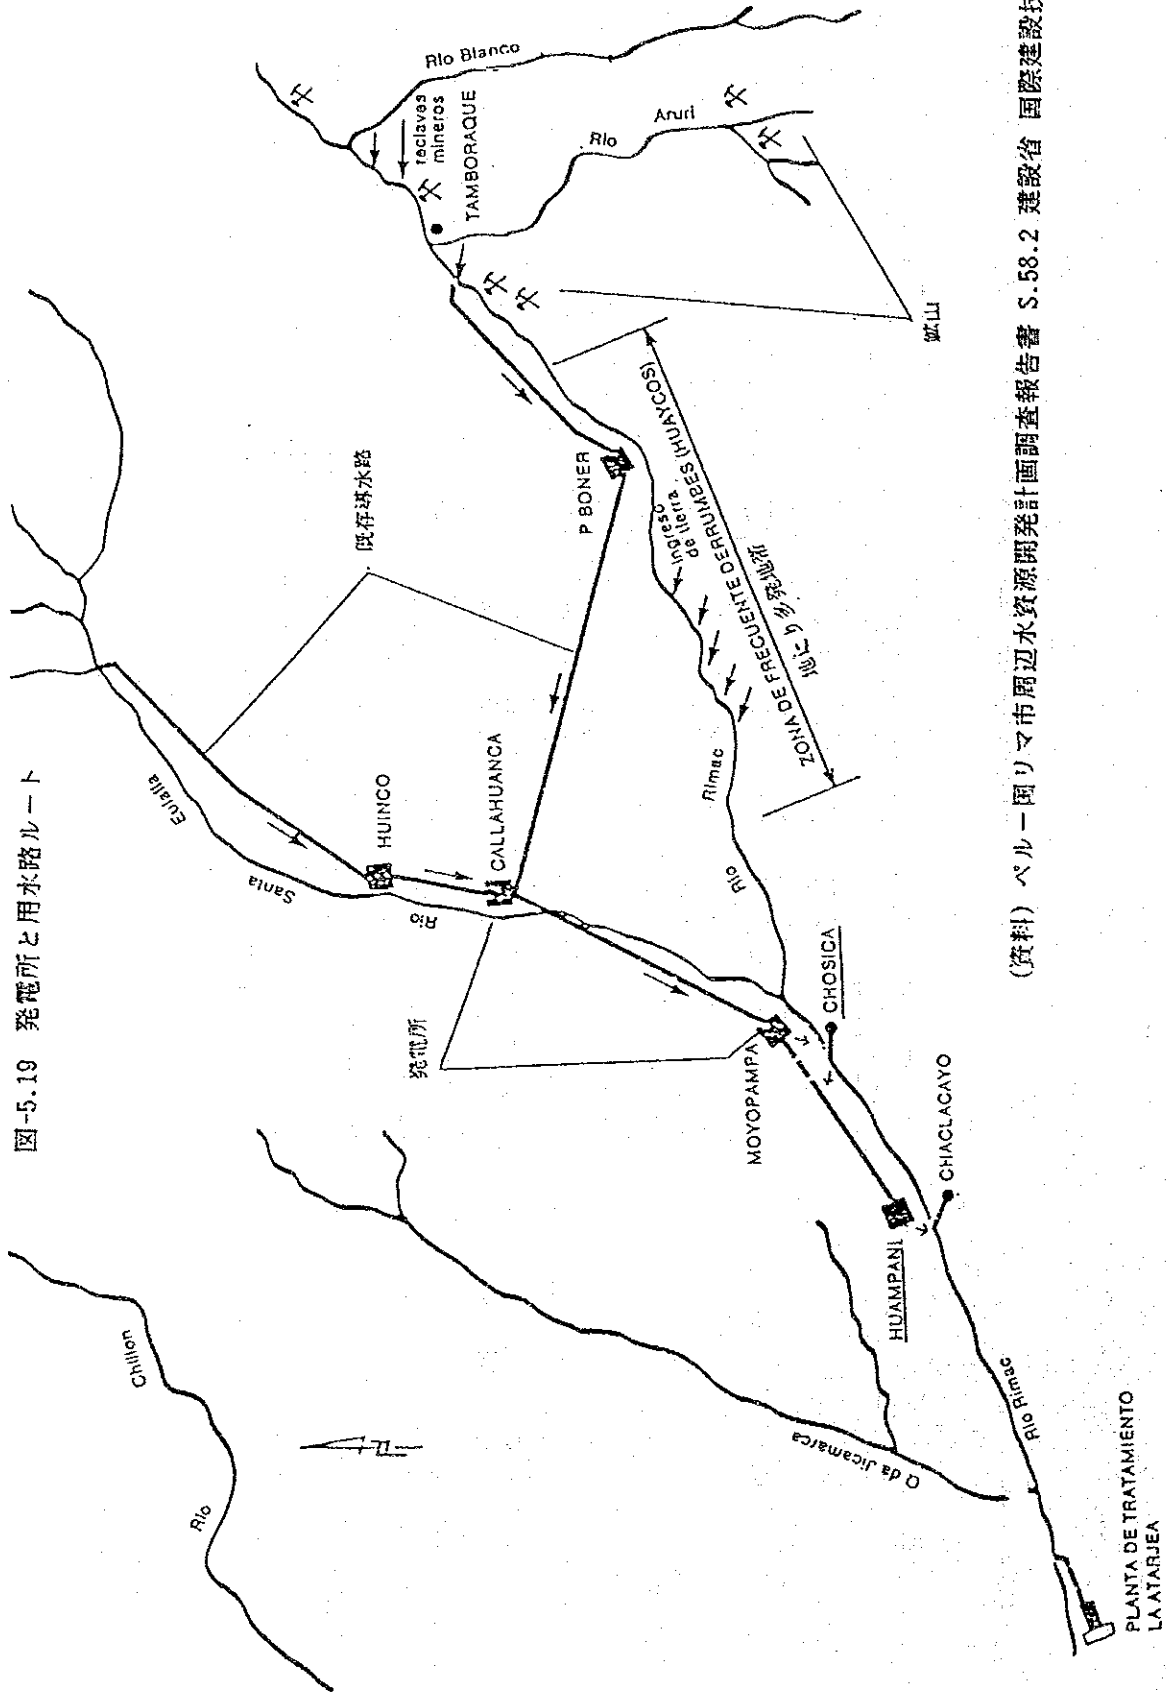 図-5.19 発電所と用水路ルート
Rio
Chillon
Q da Jicamarca
Santa
Eulalia
Rio
既存導水路
HUINCO
CALLAHUANCA
発電所
MOYOPAMPA
HUAMPANI
P BONER
Rio Blanco
TAMBORAQUE
mineros
Rio
Aruri
鉱山
ingreso
de tierra
ZONA DE FRECUENTE DERRUMBES (HUAYCOS)
地にり多発地帯
Rio
Rimac
CHOSICA
CHACLACAYO
Rio Rimac
PLANTA DE TRATAMIENTO
LA ATARJEA
(資料) ペルー国リマ市周辺水資源開発計画調査報告書 S.58.2 建設省 国際建設技